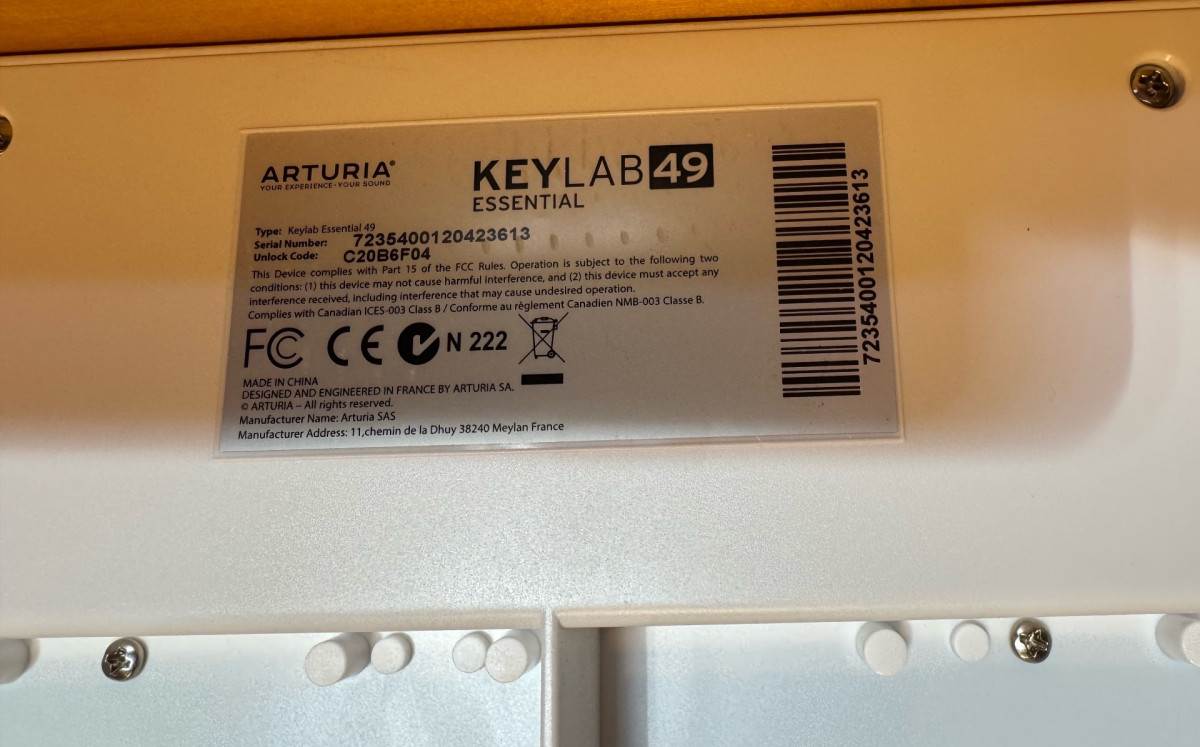 ARTURIA®
YOUR EXPERIENCE · YOUR SOUND
KEYLAB 49
ESSENTIAL
Type: Keylab Essential 49
Serial Number: 7235400120423613
Unlock Code: C20B6F04
This Device complies with Part 15 of the FCC Rules. Operation is subject to the following two
conditions: (1) this device may not cause harmful interference, and (2) this device must accept any
interference received, including interference that may cause undesired operation.
Complies with Canadian ICES-003 Class B / Conforme au règlement Canadien NMB-003 Classe B.
FC CE N 222
MADE IN CHINA
DESIGNED AND ENGINEERED IN FRANCE BY ARTURIA SA.
© ARTURIA – All rights reserved.
Manufacturer Name: Arturia SAS
Manufacturer Address: 11,chemin de la Dhuy 38240 Meylan France
7235400120423613